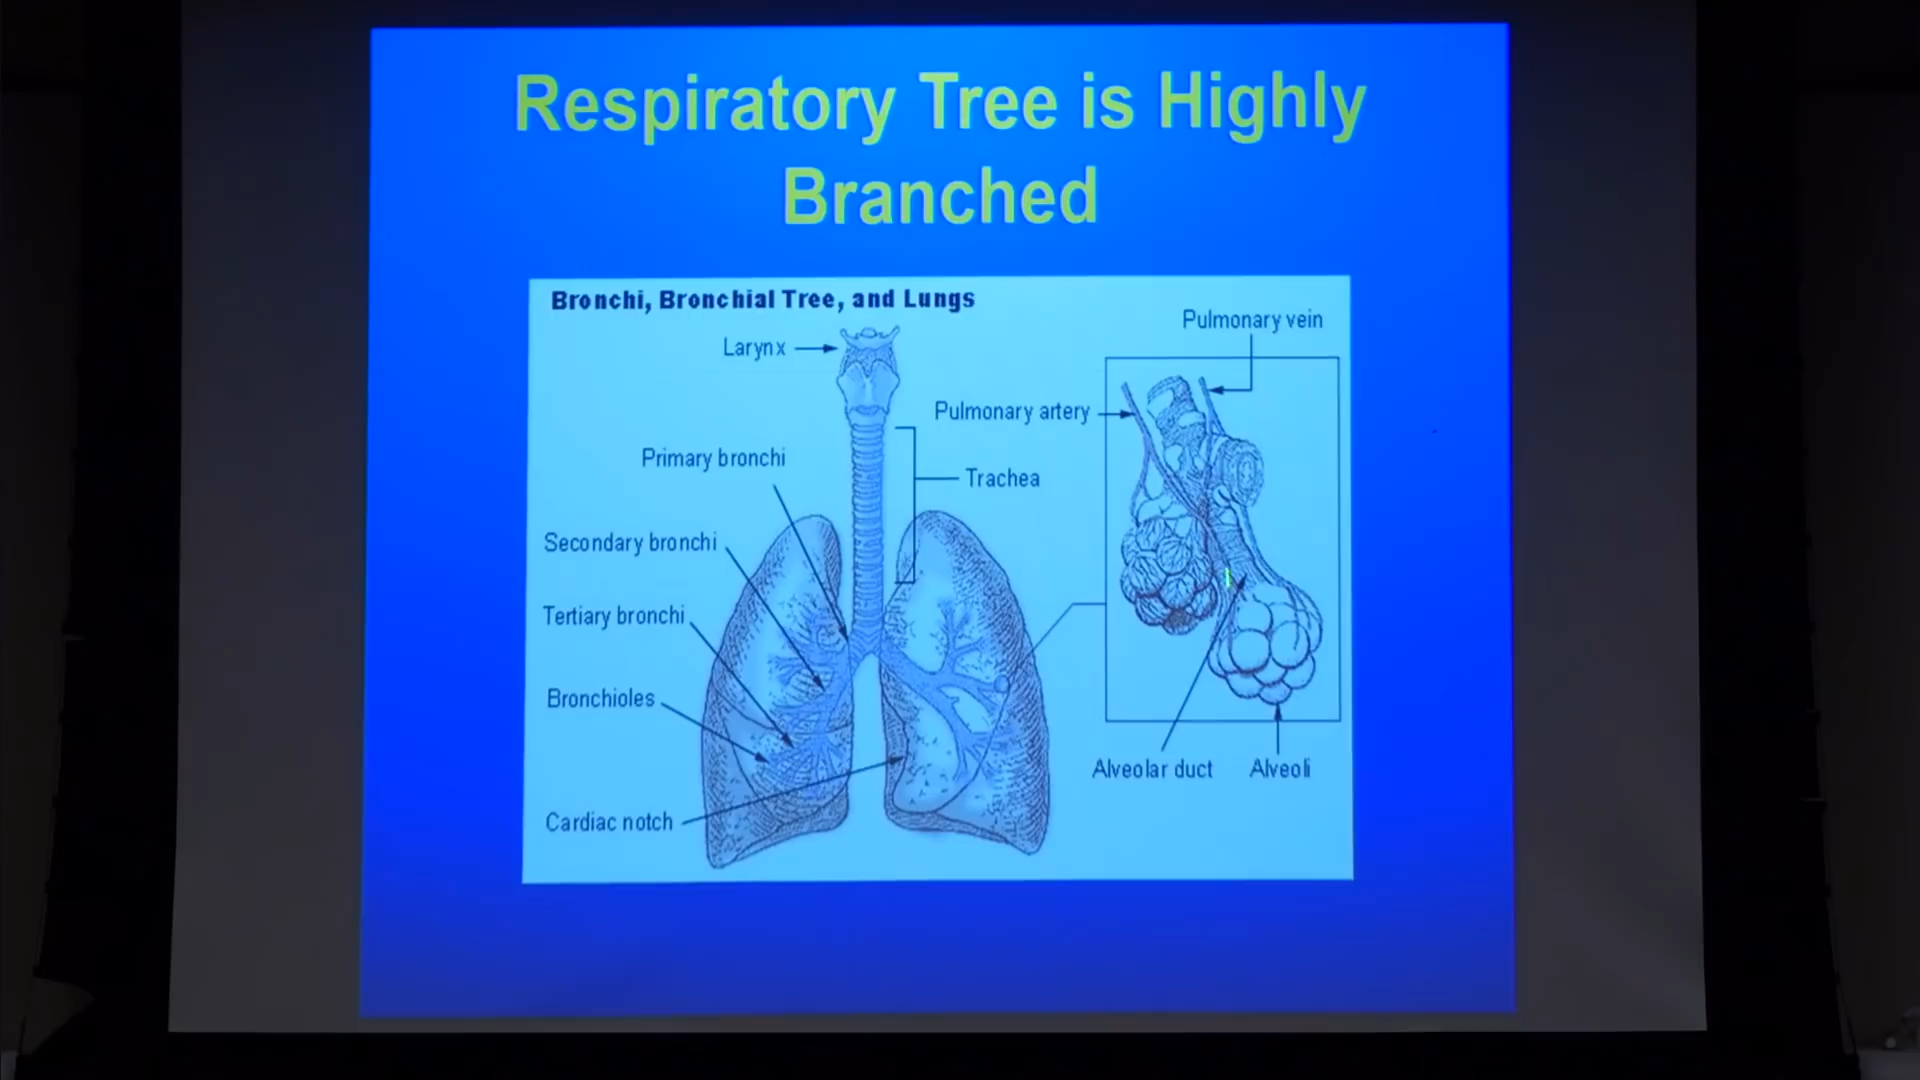 Respiratory Tree is Highly
Branched
Bronchi, Bronchial Tree, and Lungs
Larynx
Pulmonary vein
Pulmonary artery
Primary bronchi
Trachea
Secondary bronchi
Tertiary bronchi
Bronchioles
Alveolar duct
Alveoli
Cardiac notch